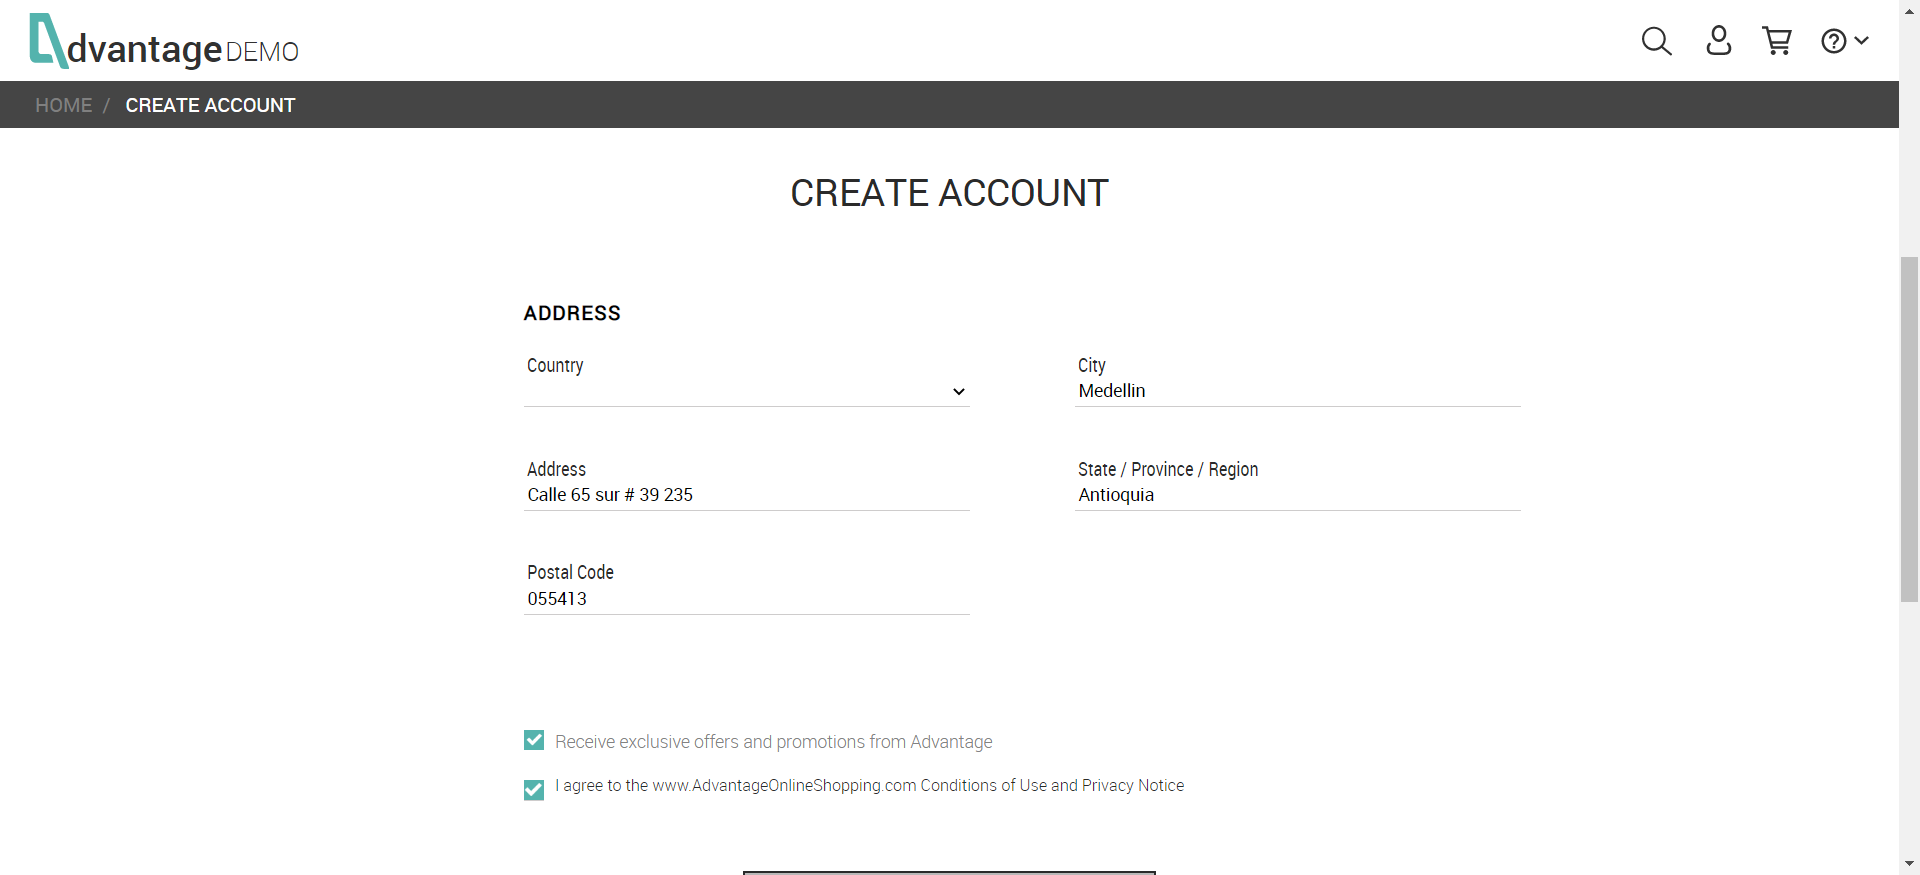 dvantage DEMO
HOME / CREATE ACCOUNT
CREATE ACCOUNT
ADDRESS
Country
City
Medellin
Address
Calle 65 sur # 39 235
State / Province / Region
Antioquia
Postal Code
055413
Receive exclusive offers and promotions from Advantage
I agree to the www.AdvantageOnlineShopping.com Conditions of Use and Privacy Notice